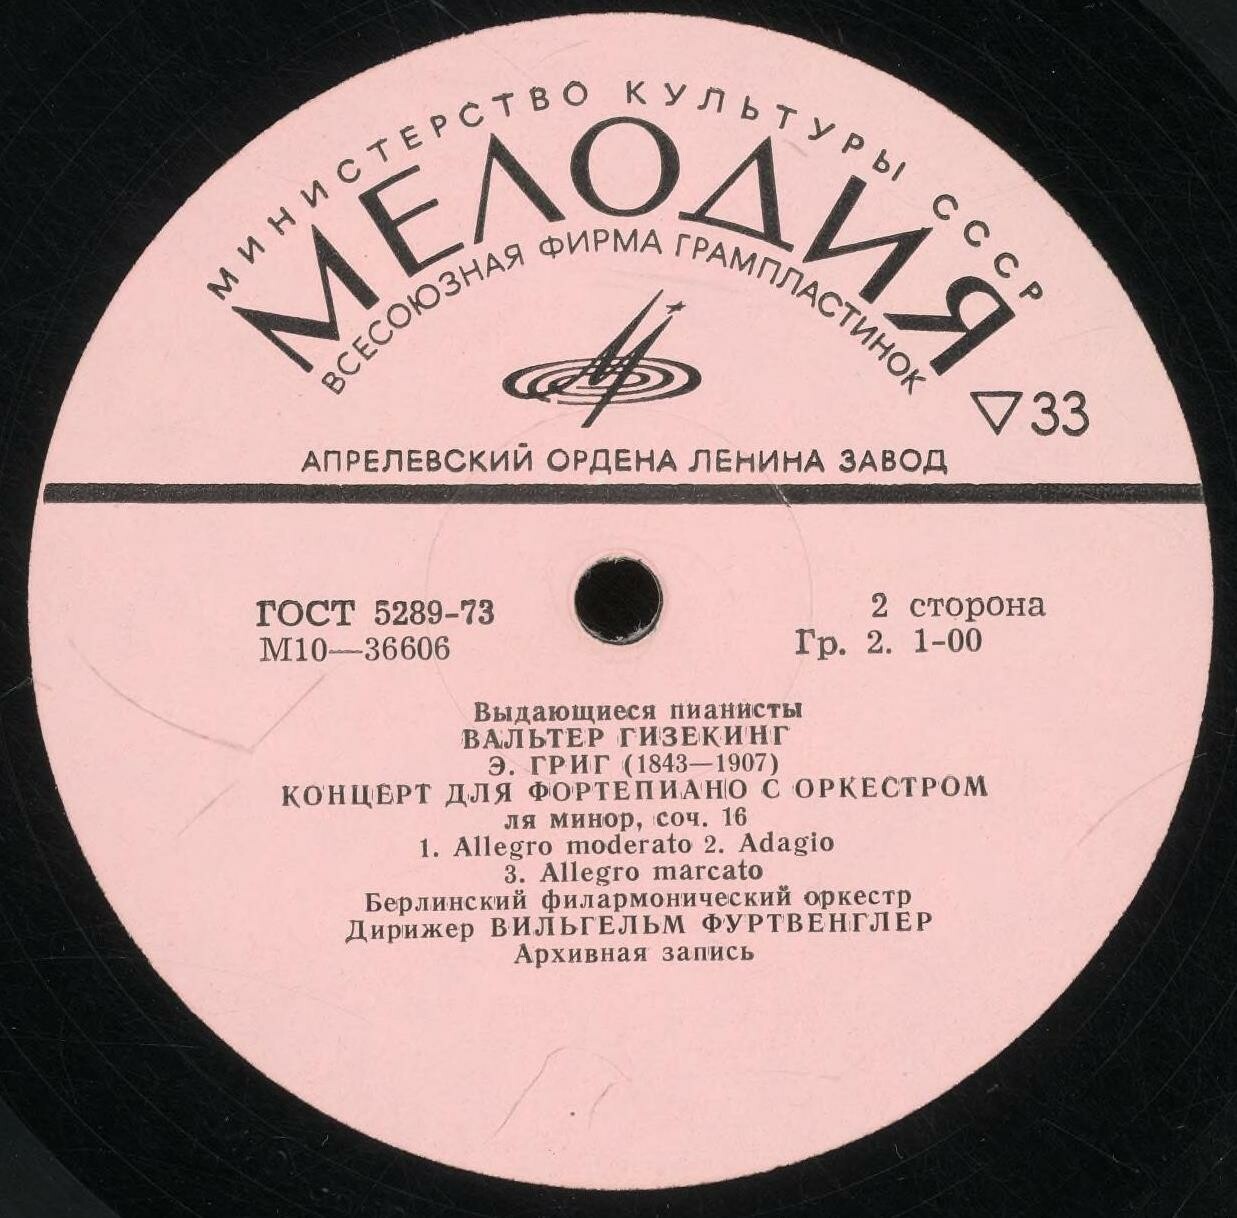 МИНИСТЕРСТВО КУЛЬТУРЫ СССР
МЕЛОДИЯ
ВСЕСОЮЗНАЯ ФИРМА ГРАМПЛАСТИНОК
▽33
АПРЕЛЕВСКИЙ ОРДЕНА ЛЕНИНА ЗАВОД
ГОСТ 5289-73
2 сторона
М10—36606
Гр. 2. 1-00
Выдающиеся пианисты
ВАЛЬТЕР ГИЗЕКИНГ
Э. ГРИГ (1843—1907)
КОНЦЕРТ ДЛЯ ФОРТЕПИАНО С ОРКЕСТРОМ
ля минор, соч. 16
1. Allegro moderato 2. Adagio
3. Allegro marcato
Берлинский филармонический оркестр
Дирижер ВИЛЬГЕЛЬМ ФУРТВЕНГЛЕР
Архивная запись